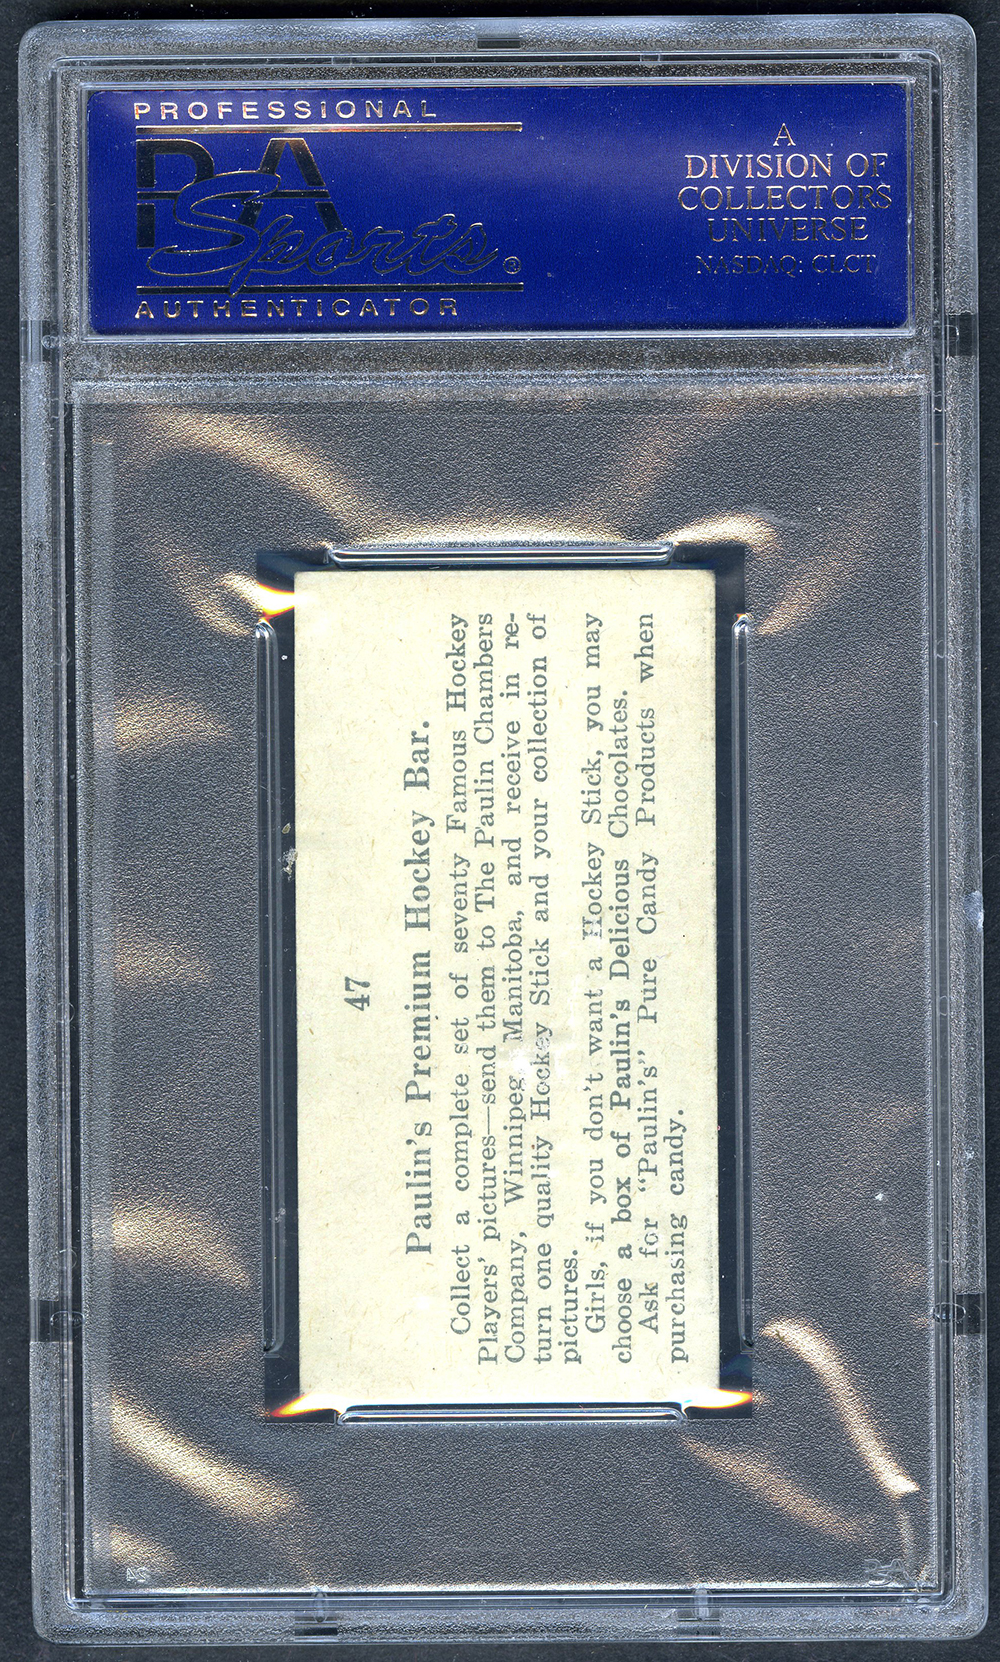 PROFESSIONAL
PSA
Sports®
AUTHENTICATOR
A
DIVISION OF
COLLECTORS
UNIVERSE
NASDAQ: CLCT
47
Paulin's Premium Hockey Bar.
Collect a complete set of seventy Famous Hockey
Players' pictures—send them to The Paulin Chambers
Company, Winnipeg, Manitoba, and receive in re-
turn one quality Hockey Stick and your collection of
pictures.
Girls, if you don't want a Hockey Stick, you may
choose a box of Paulin's Delicious Chocolates.
Ask for "Paulin's" Pure Candy Products when
purchasing candy.